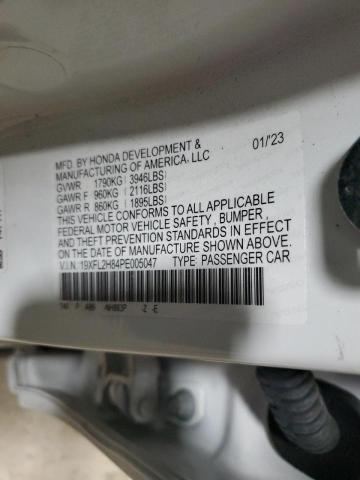 MFD. BY HONDA DEVELOPMENT &
MANUFACTURING OF AMERICA, LLC 01/'23
GVWR 1790KG (3946LBS)
GAWR F 960KG (2116LBS)
GAWR R 860KG (1895LBS)
THIS VEHICLE CONFORMS TO ALL APPLICABLE
FEDERAL MOTOR VEHICLE SAFETY, BUMPER,
AND THEFT PREVENTION STANDARDS IN EFFECT
ON THE DATE OF MANUFACTURE SHOWN ABOVE.
V.I.N. 19XFL2H84PE005047 TYPE: PASSENGER CAR
P -Z -E